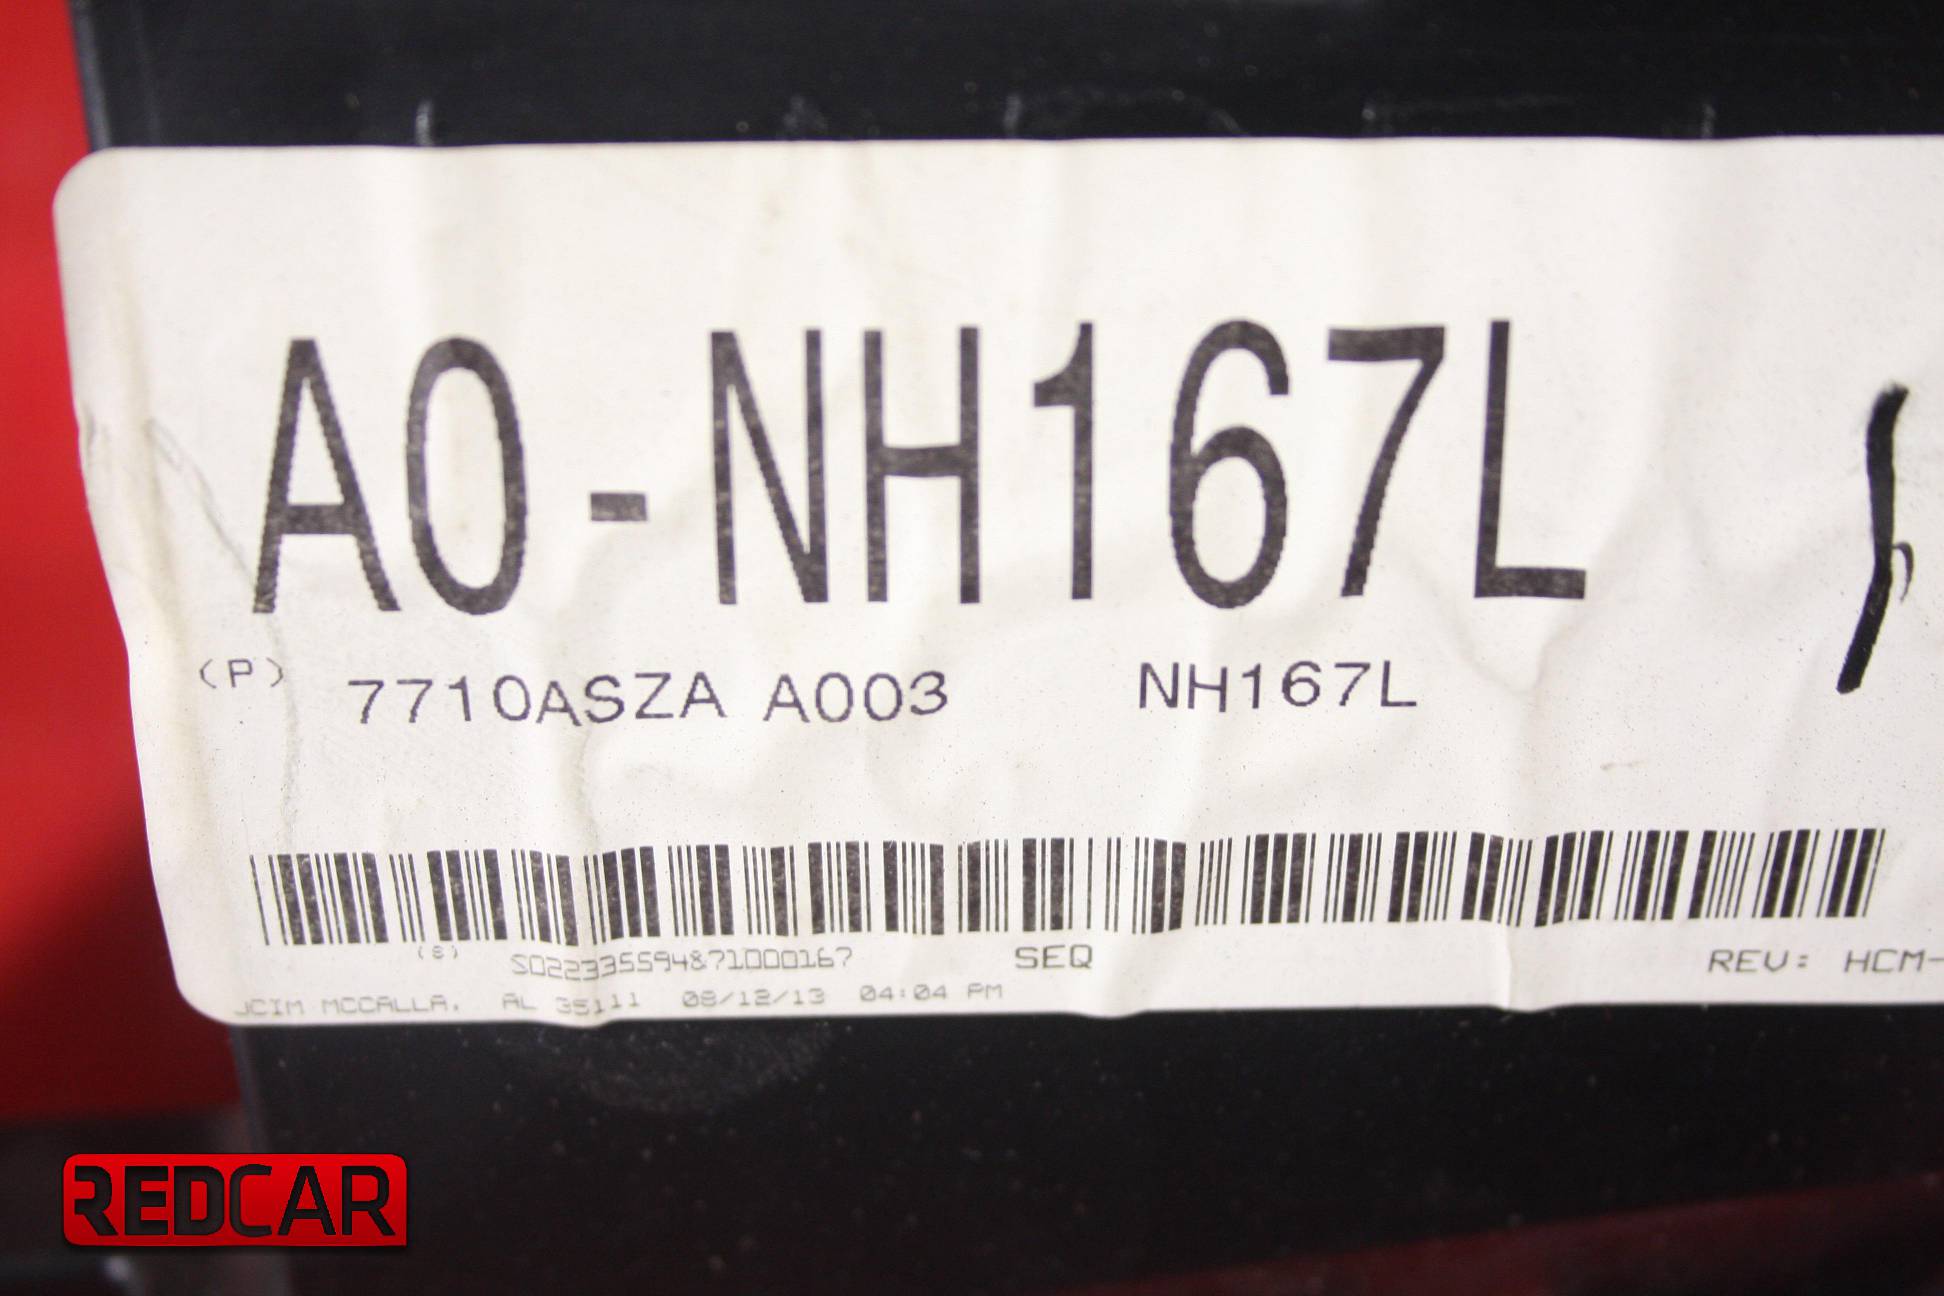 A0-NH167L
(P) 7710ASZA A003 NH167L
(S) S022335594871000167 SEQ REV: HCM-
JCIM MCCALLA, AL 35111 08/12/13 04:04 PM
REDCAR